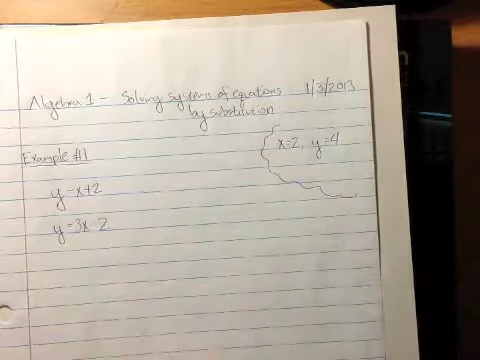 Algebra 1 - Solving systems of equations 1/3/2013
by substitution
Example #1
x=2, y=4
y=x+2
y=3x-2